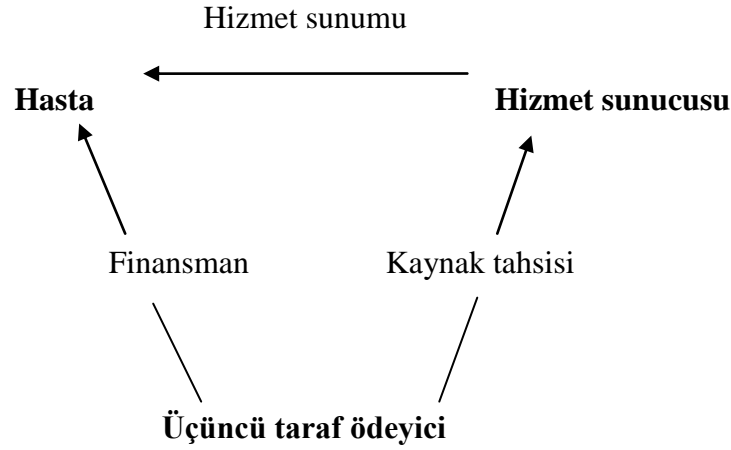 Hizmet sunumu
Hasta
Hizmet sunucusu
Finansman
Kaynak tahsisi
Üçüncü taraf ödeyici